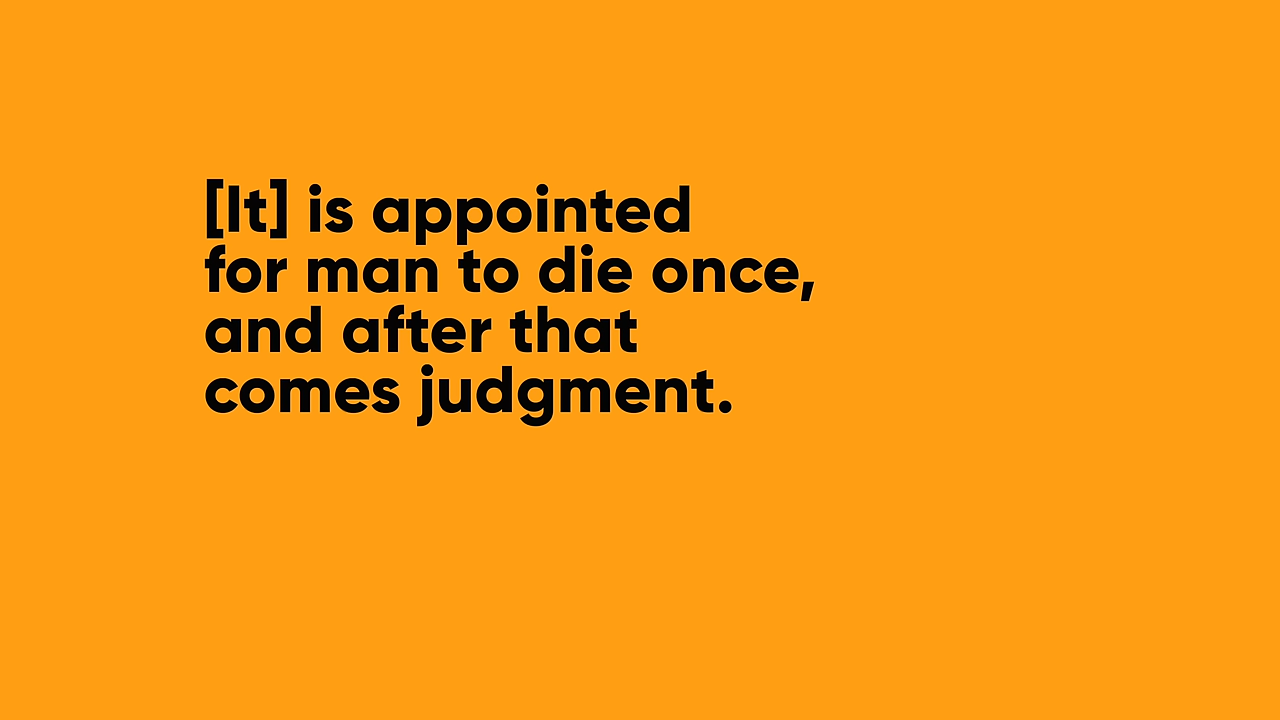 [It] is appointed
for man to die once,
and after that
comes judgment.